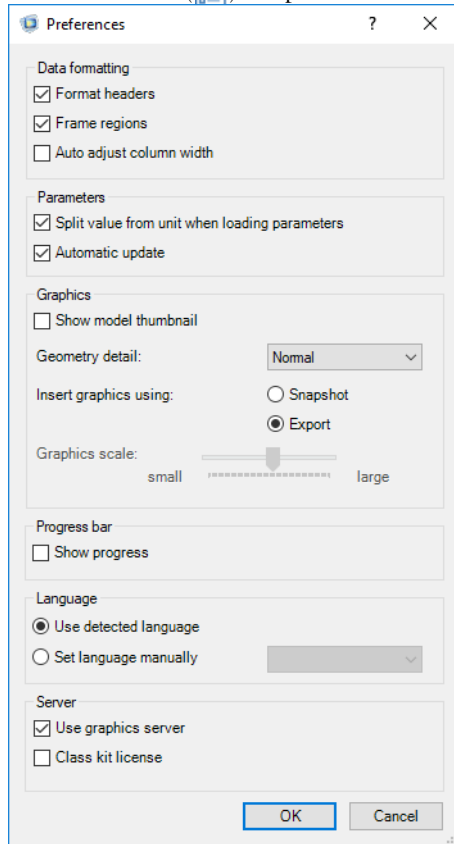 Preferences
Data formatting
Format headers
Frame regions
Auto adjust column width
Parameters
Split value from unit when loading parameters
Automatic update
Graphics
Show model thumbnail
Geometry detail: Normal
Insert graphics using: Snapshot
Export
Graphics scale:
small large
Progress bar
Show progress
Language
Use detected language
Set language manually
Server
Use graphics server
Class kit license
OK Cancel